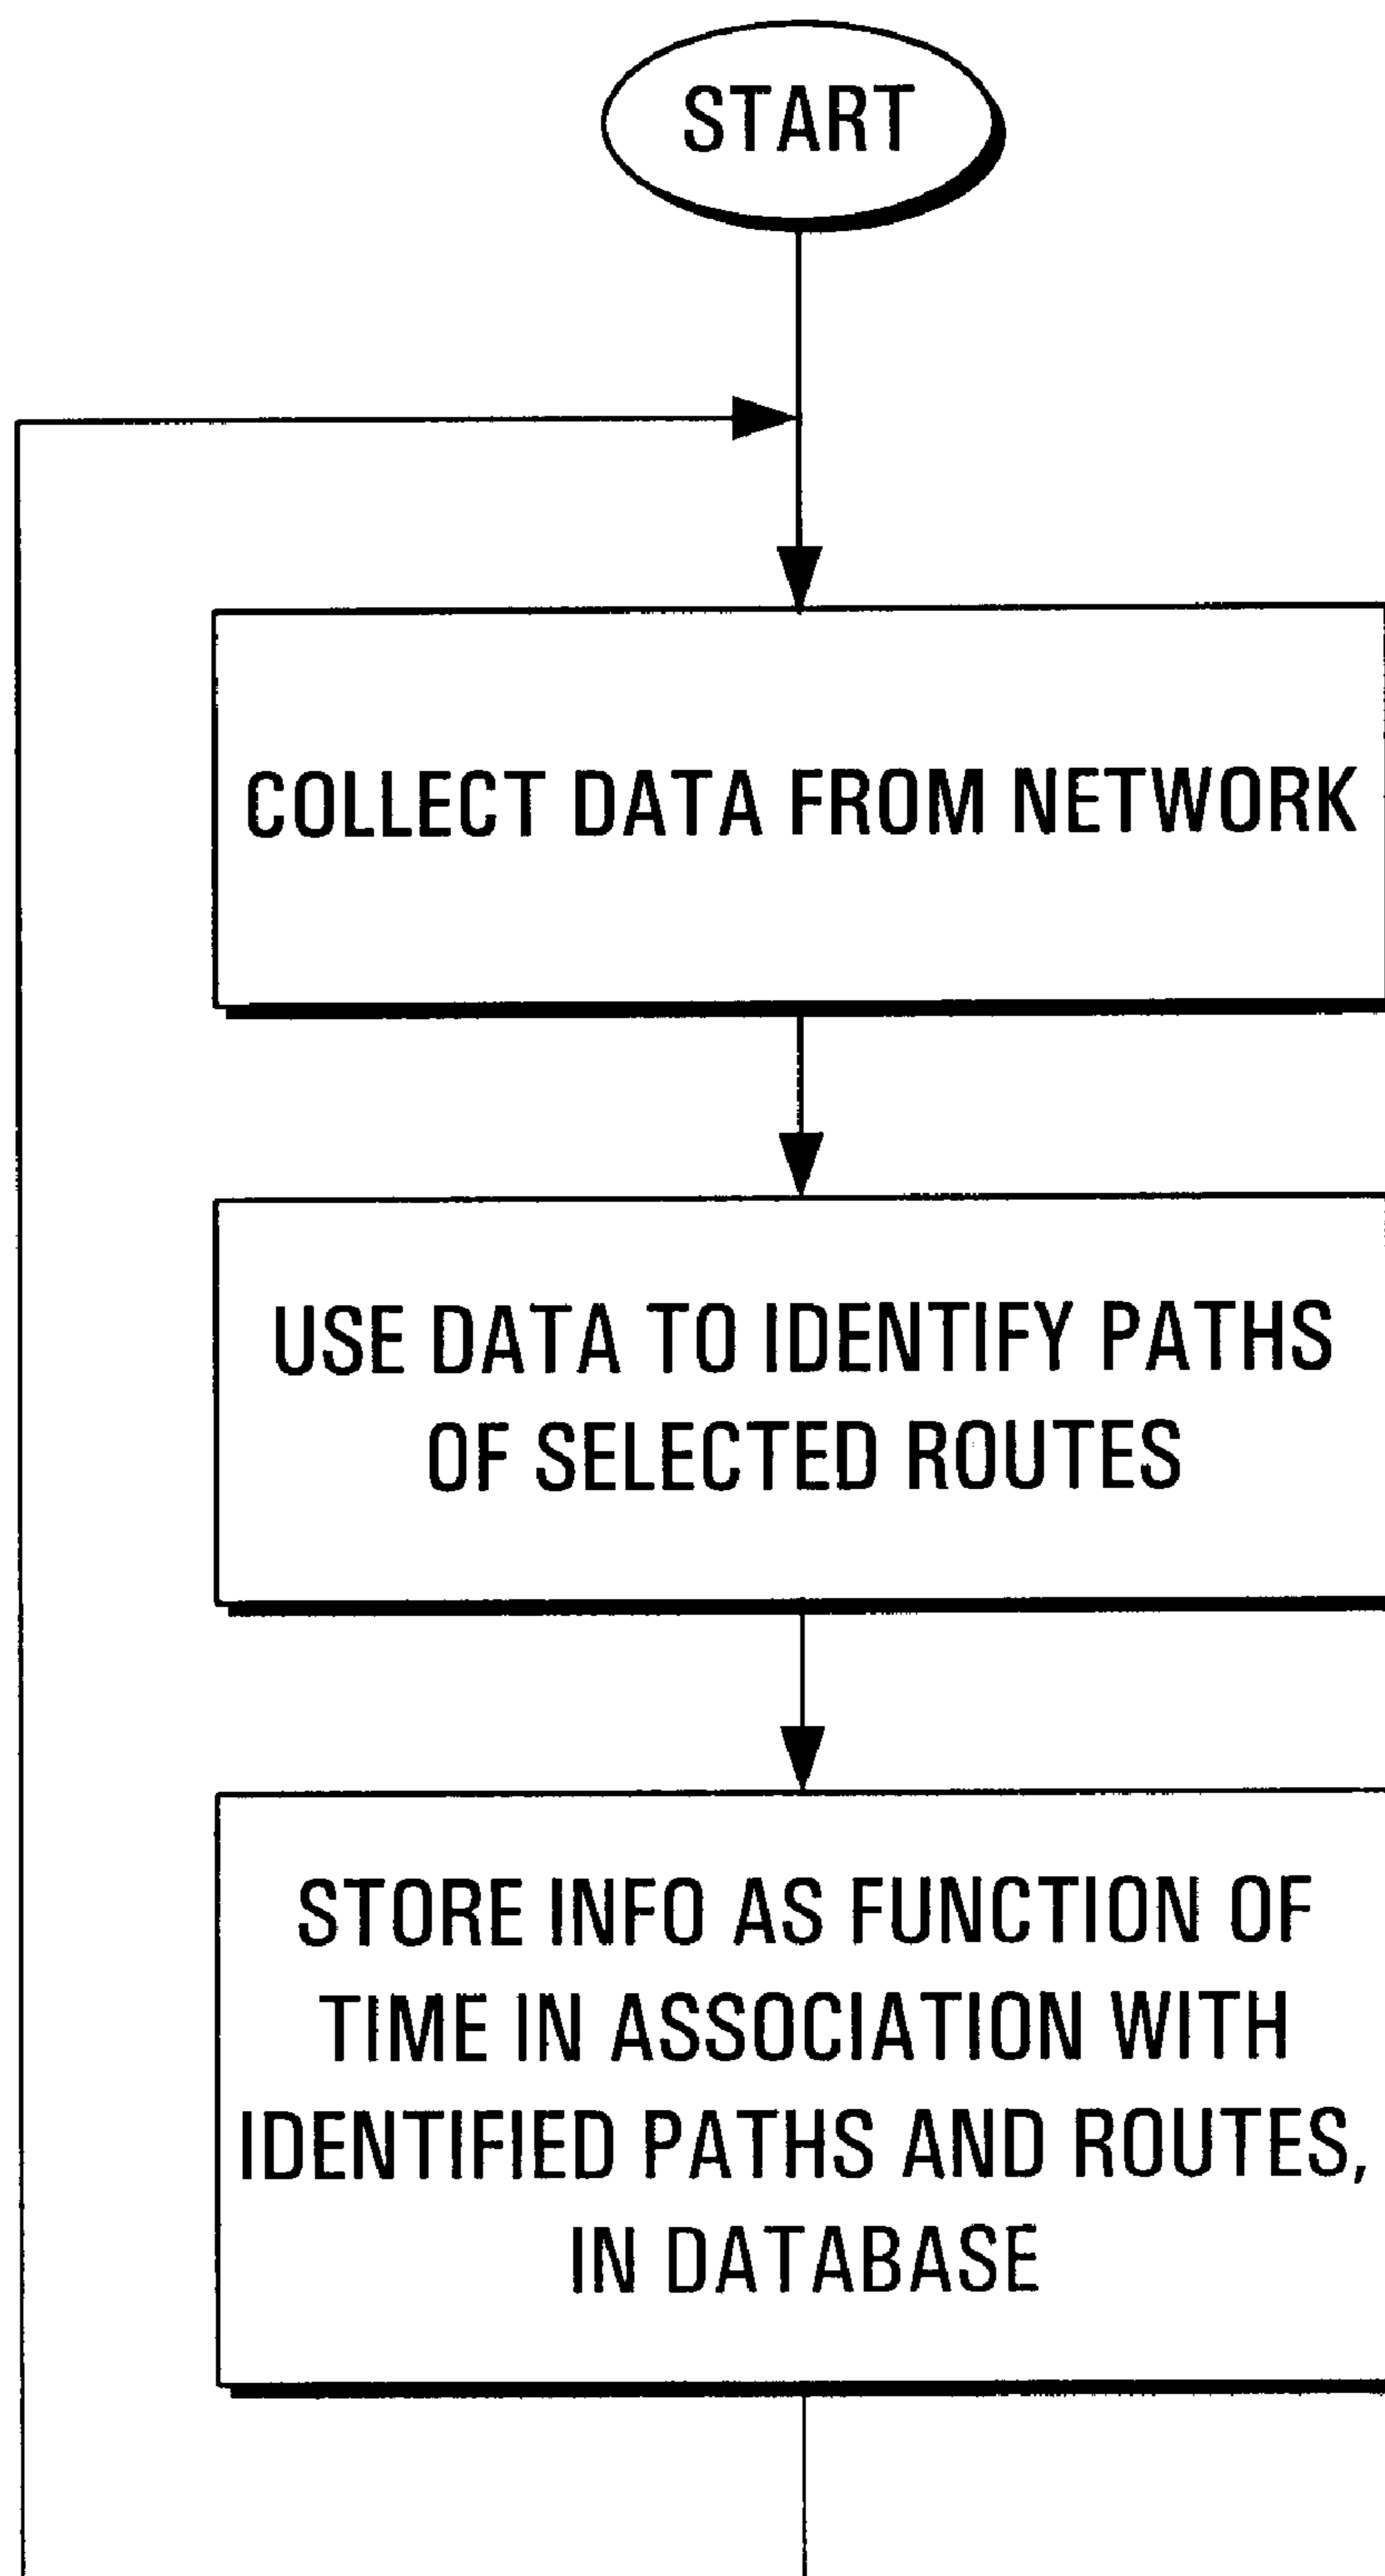 START
COLLECT DATA FROM NETWORK
USE DATA TO IDENTIFY PATHS
OF SELECTED ROUTES
STORE INFO AS FUNCTION OF
TIME IN ASSOCIATION WITH
IDENTIFIED PATHS AND ROUTES,
IN DATABASE